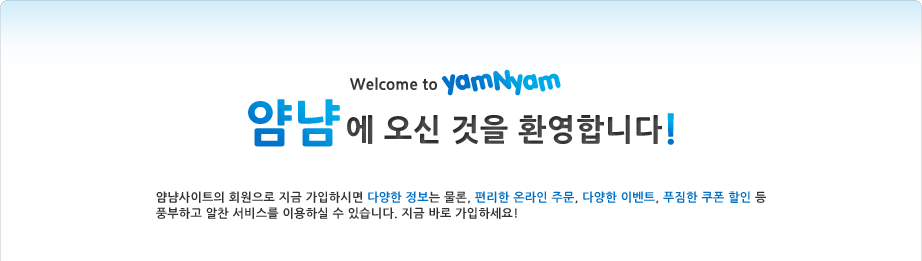 Welcome to yamNyam
얌냠에 오신 것을 환영합니다!
얌냠사이트의 회원으로 지금 가입하시면 다양한 정보는 물론, 편리한 온라인 주문, 다양한 이벤트, 푸짐한 쿠폰 할인 등
풍부하고 알찬 서비스를 이용하실 수 있습니다. 지금 바로 가입하세요!